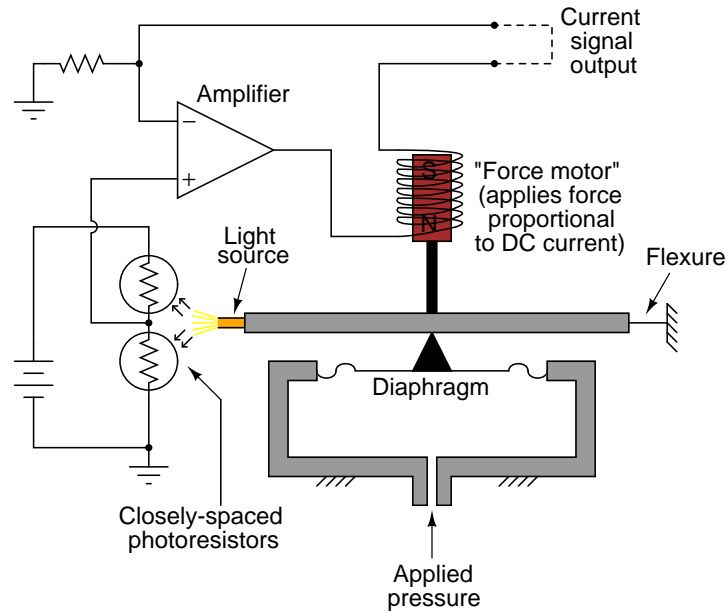 Current
signal
output
Amplifier
−
+
S
N
"Force motor"
(applies force
proportional
to DC current)
Light
source
Flexure
Diaphragm
Closely-spaced
photoresistors
Applied
pressure